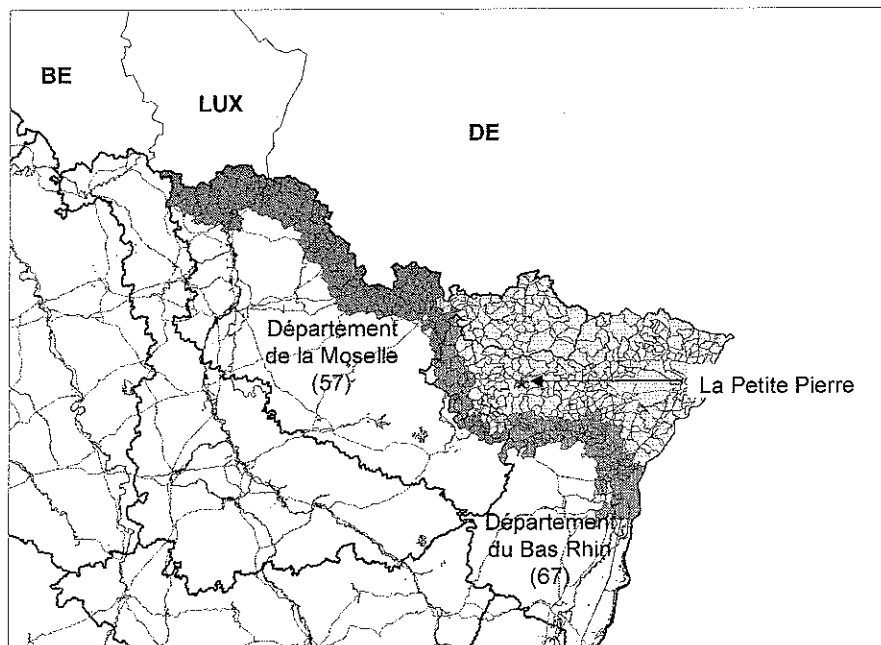 BE
LUX
DE
Département
de la Moselle
(57)
La Petite Pierre
Département
du Bas Rhin
(67)